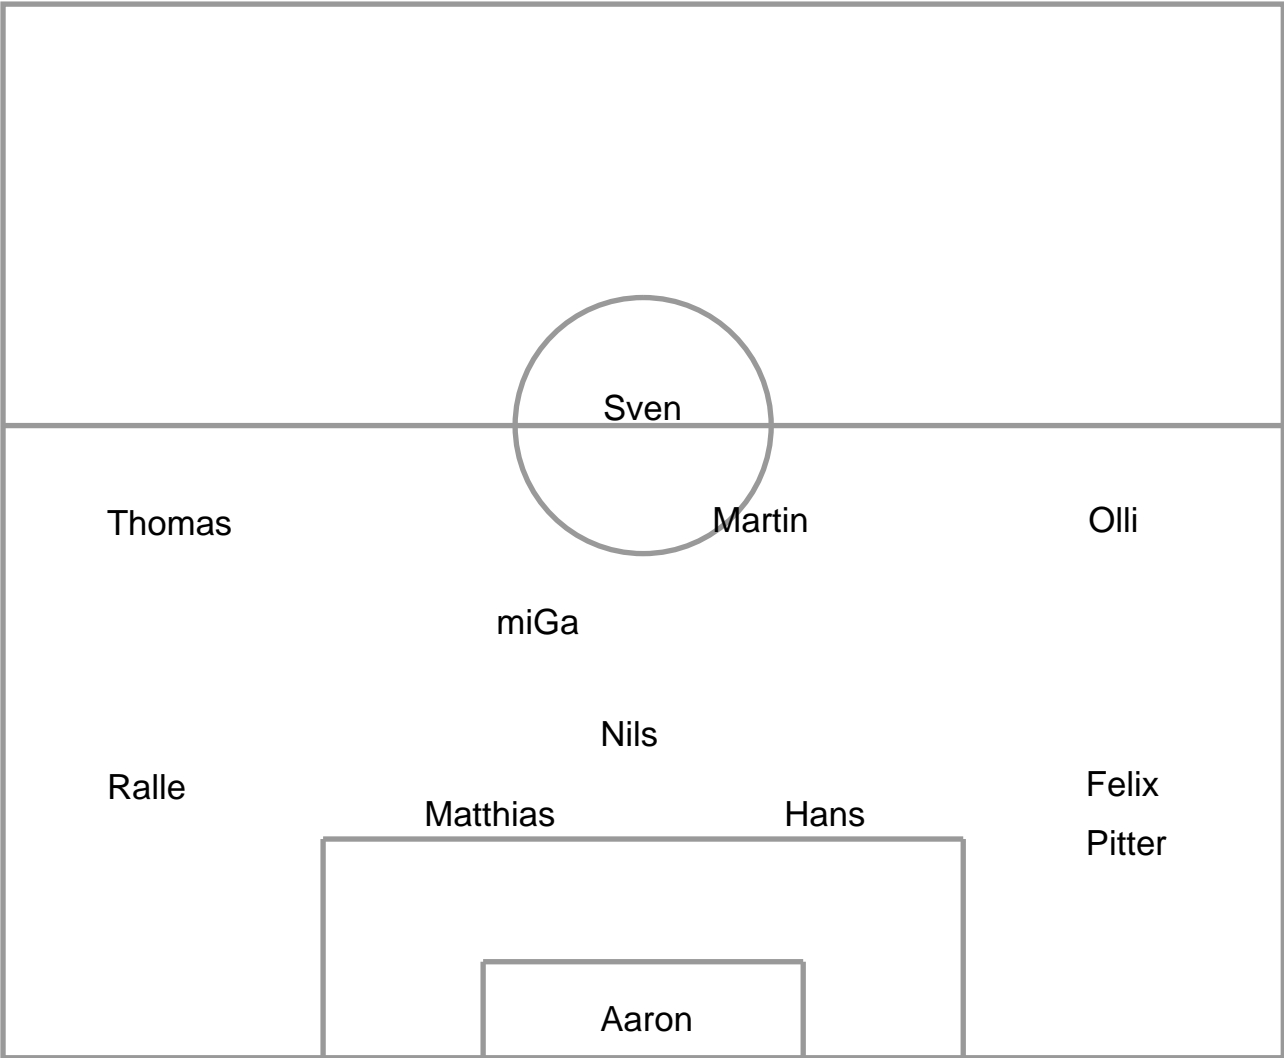 Sven
Thomas
Martin
Olli
miGa
Nils
Ralle
Felix
Matthias
Hans
Pitter
Aaron